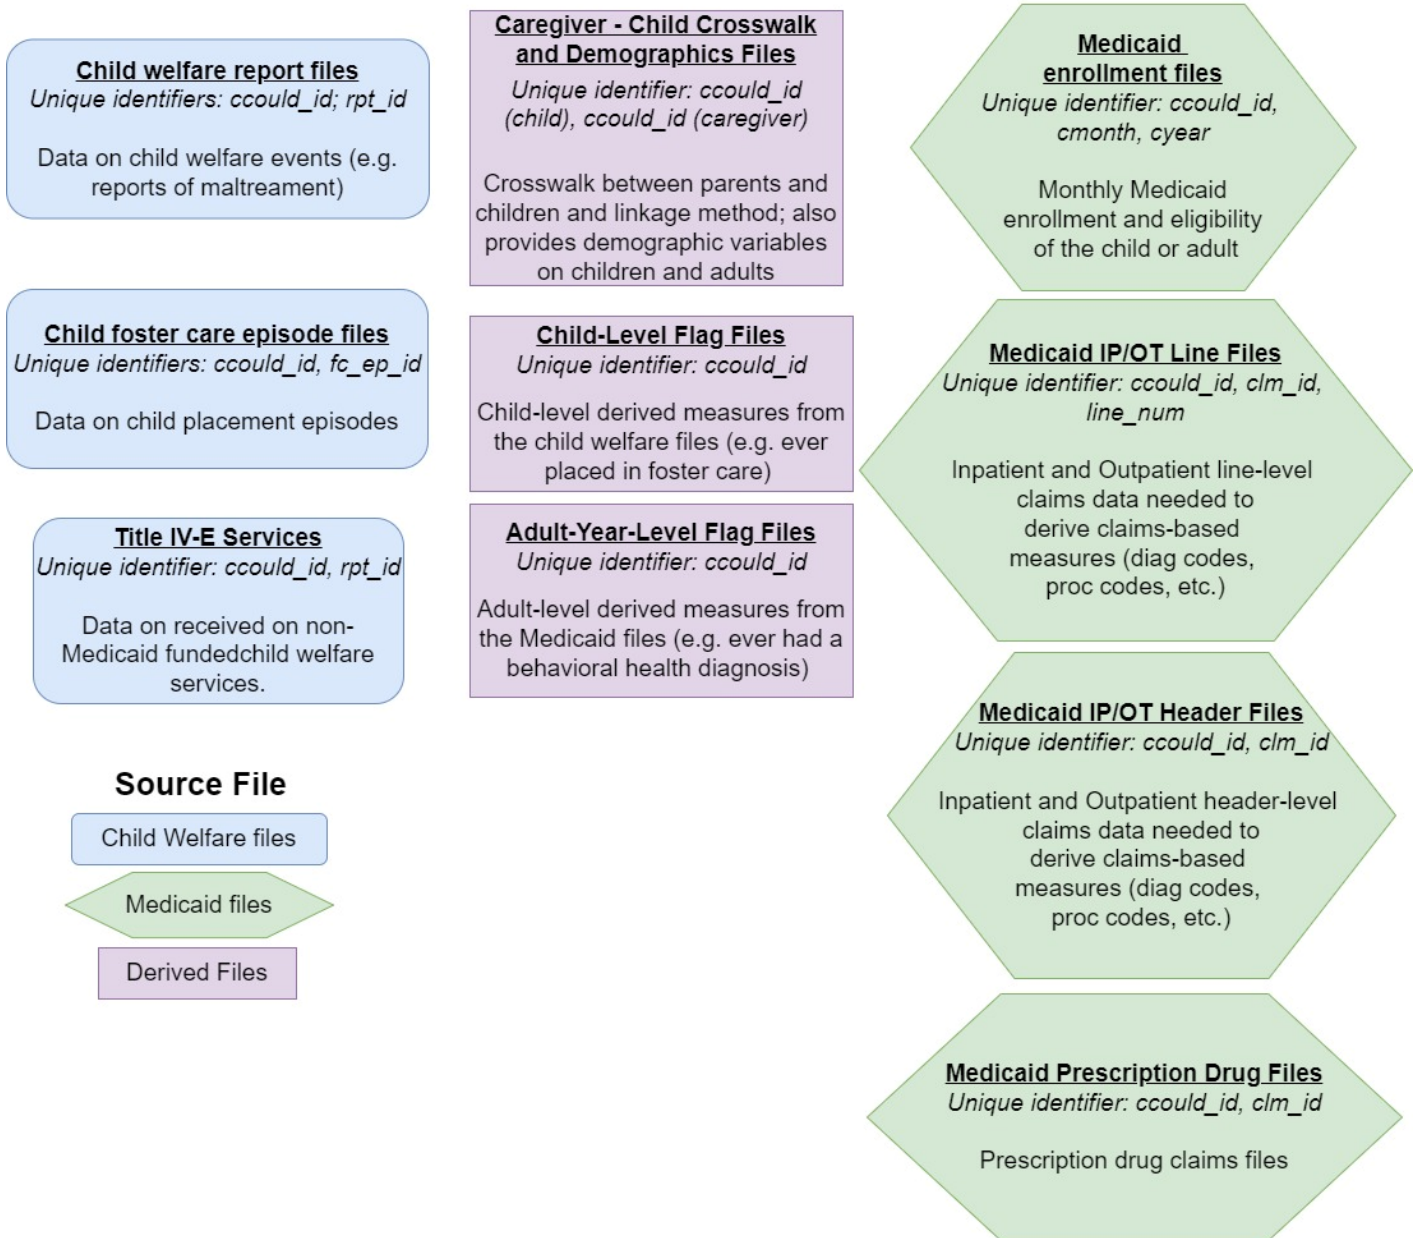 Child welfare report files
Unique identifiers: ccould_id; rpt_id
Data on child welfare events (e.g.
reports of maltreament)
Child foster care episode files
Unique identifiers: ccould_id, fc_ep_id
Data on child placement episodes
Title IV-E Services
Unique identifier: ccould_id, rpt_id
Data on received on non-
Medicaid fundedchild welfare
services.
Source File
Child Welfare files
Medicaid files
Derived Files
Caregiver - Child Crosswalk
and Demographics Files
Unique identifier: ccould_id
(child), ccould_id (caregiver)
Crosswalk between parents and
children and linkage method; also
provides demographic variables
on children and adults
Child-Level Flag Files
Unique identifier: ccould_id
Child-level derived measures from
the child welfare files (e.g. ever
placed in foster care)
Adult-Year-Level Flag Files
Unique identifier: ccould_id
Adult-level derived measures from
the Medicaid files (e.g. ever had a
behavioral health diagnosis)
Medicaid
enrollment files
Unique identifier: ccould_id,
cmonth, cyear
Monthly Medicaid
enrollment and eligibility
of the child or adult
Medicaid IP/OT Line Files
Unique identifier: ccould_id, clm_id,
line_num
Inpatient and Outpatient line-level
claims data needed to
derive claims-based
measures (diag codes,
proc codes, etc.)
Medicaid IP/OT Header Files
Unique identifier: ccould_id, clm_id
Inpatient and Outpatient header-level
claims data needed to
derive claims-based
measures (diag codes,
proc codes, etc.)
Medicaid Prescription Drug Files
Unique identifier: ccould_id, clm_id
Prescription drug claims files